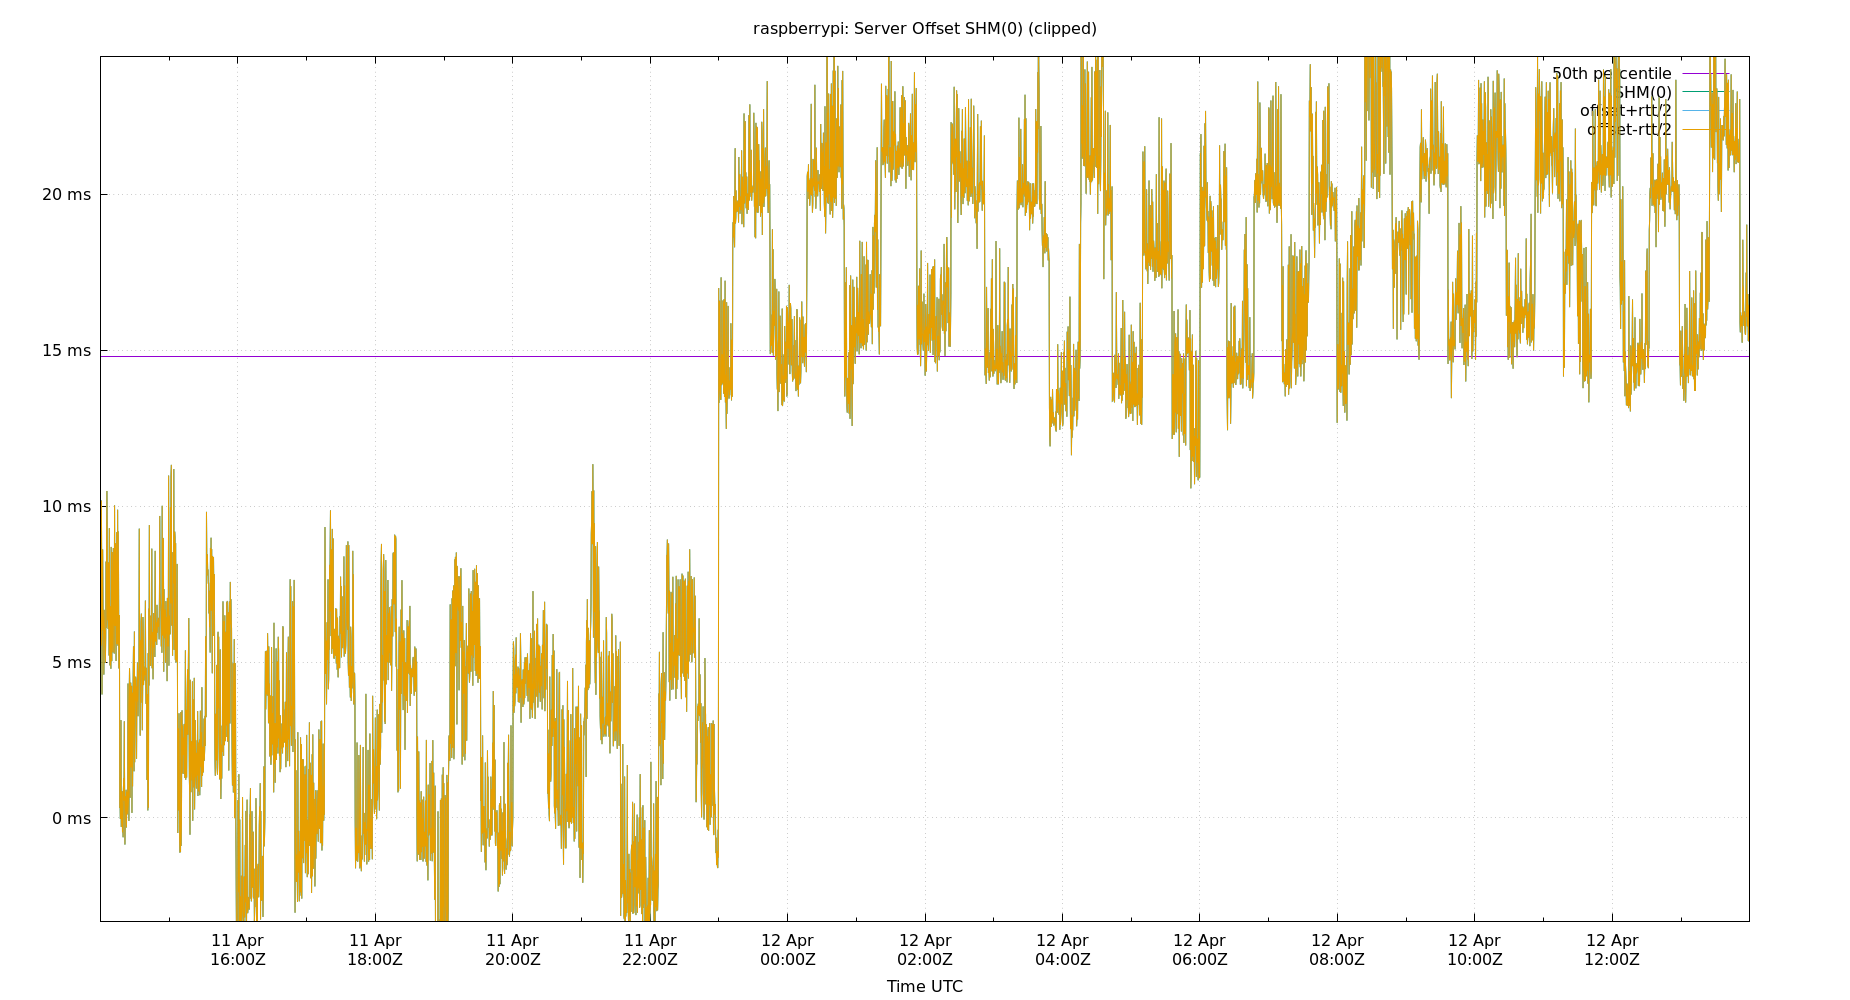 raspberrypi: Server Offset SHM(0) (clipped)
50th percentile
SHM(0)
offset+rtt/2
offset-rtt/2
20 ms
15 ms
10 ms
5 ms
0 ms
11 Apr 11 Apr 11 Apr 11 Apr 12 Apr 12 Apr 12 Apr 12 Apr 12 Apr 12 Apr 12 Apr
16:00Z 18:00Z 20:00Z 22:00Z 00:00Z 02:00Z 04:00Z 06:00Z 08:00Z 10:00Z 12:00Z
Time UTC